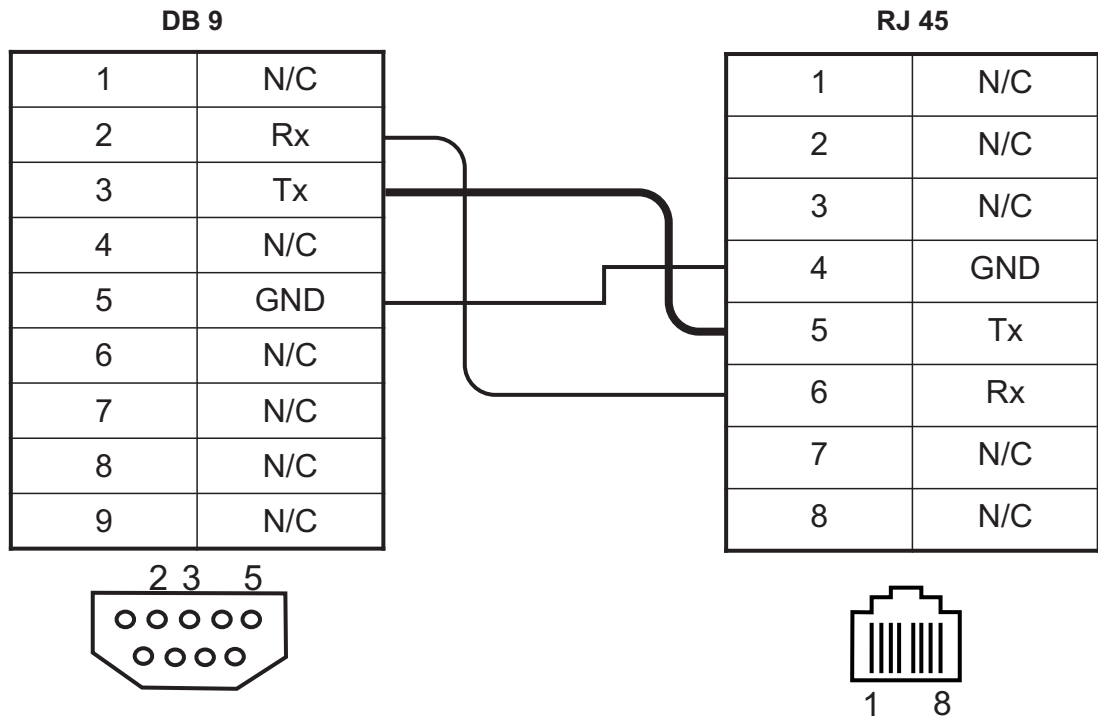 DB 9
1 N/C
2 Rx
3 Tx
4 N/C
5 GND
6 N/C
7 N/C
8 N/C
9 N/C
2 3 5
RJ 45
1 N/C
2 N/C
3 N/C
4 GND
5 Tx
6 Rx
7 N/C
8 N/C
1 8